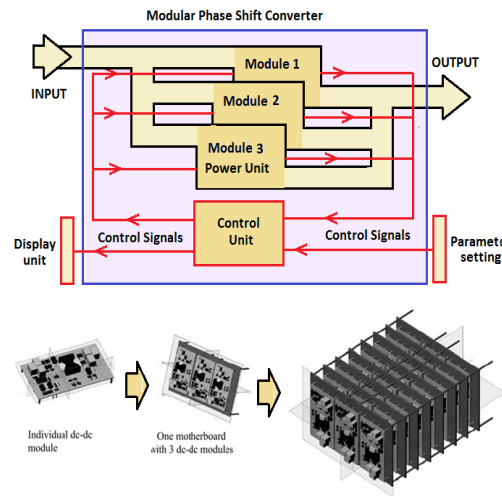 Modular Phase Shift Converter
INPUT
OUTPUT
Module 1
Module 2
Module 3
Power Unit
Control
Unit
Control Signals
Control Signals
Display
unit
Paramete
setting
Individual dc-dc
module
One motherboard
with 3 dc-dc modules